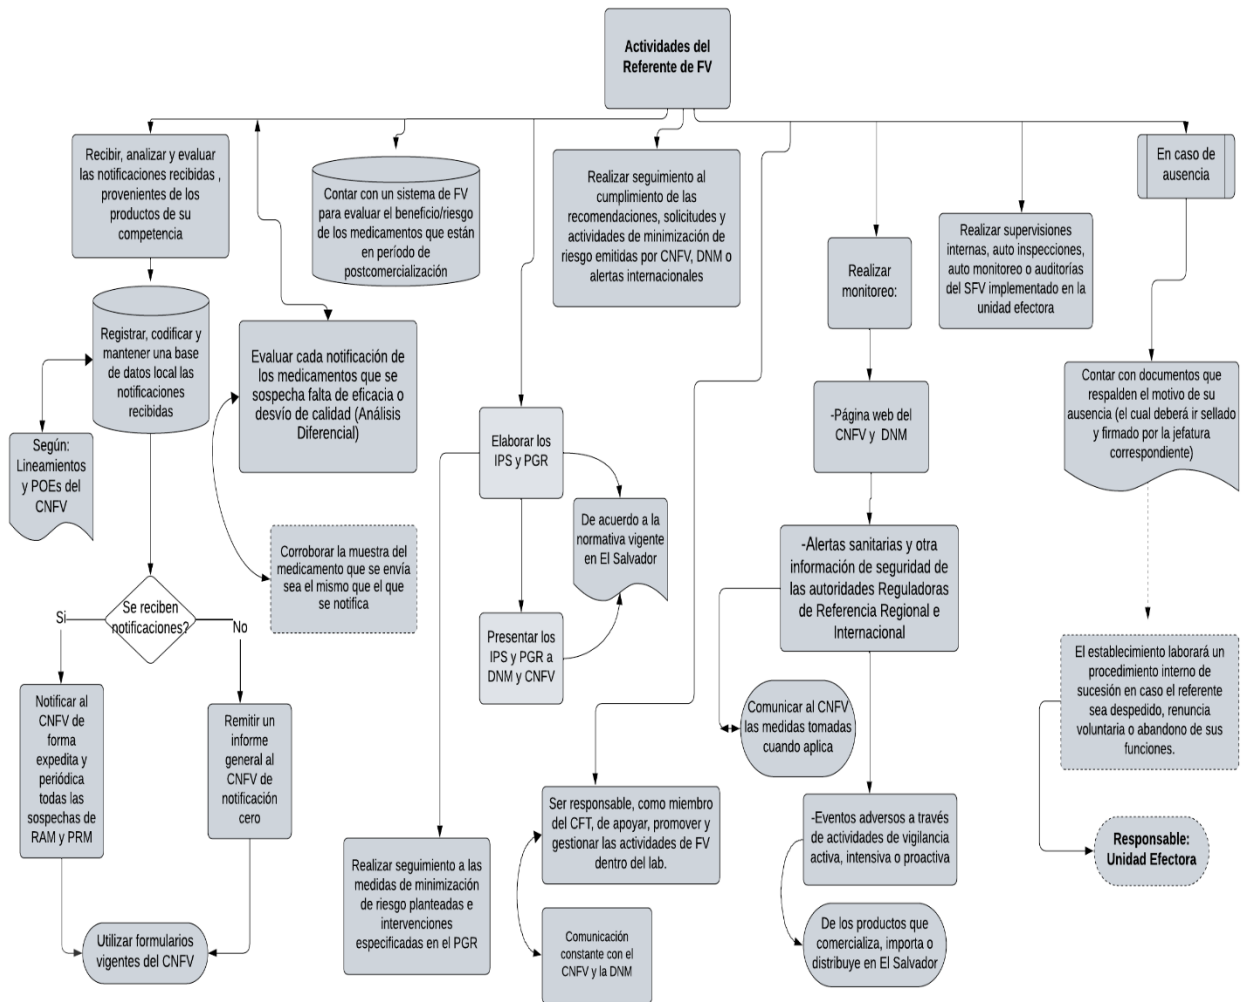 Actividades del
Referente de FV
Recibir, analizar y evaluar
las notificaciones recibidas ,
provenientes de los
productos de su
competencia
Contar con un sistema de FV
para evaluar el beneficio/riesgo
de los medicamentos que están
en período de
postcomercialización
Realizar seguimiento al
cumplimiento de las
recomendaciones, solicitudes y
actividades de minimización de
riesgo emitidas por CNFV, DNM o
alertas internacionales
Realizar
monitoreo:
Realizar supervisiones
internas, auto inspecciones,
auto monitoreo o auditorías
del SFV implementado en la
unidad efectora
En caso de
ausencia
Registrar, codificar y
mantener una base
de datos local las
notificaciones
recibidas
Evaluar cada notificación de
los medicamentos que se
sospecha falta de eficacia o
desvío de calidad (Análisis
Diferencial)
Según:
Lineamientos
y POEs del
CNFV
Elaborar los
IPS y PGR
-Página web del
CNFV y DNM
Contar con documentos que
respalden el motivo de su
ausencia (el cual deberá ir sellado
y firmado por la jefatura
correspondiente)
Corroborar la muestra del
medicamento que se envía
sea el mismo que el que
se notifica
De acuerdo a la
normativa vigente
en El Salvador
-Alertas sanitarias y otra
información de seguridad de
las autoridades Reguladoras
de Referencia Regional e
Internacional
Se reciben
notificaciones?
Si
No
Presentar los
IPS y PGR a
DNM y CNFV
El establecimiento laborará un
procedimiento interno de
sucesión en caso el referente
sea despedido, renuncia
voluntaria o abandono de sus
funciones.
Notificar al
CNFV de
forma
expedita y
periódica
todas las
sospechas de
RAM y PRM
Remitir un
informe
general al
CNFV de
notificación
cero
Comunicar al CNFV
las medidas tomadas
cuando aplica
Ser responsable, como miembro
del CFT, de apoyar, promover y
gestionar las actividades de FV
dentro del lab.
-Eventos adversos a través
de actividades de vigilancia
activa, intensiva o proactiva
Responsable:
Unidad Efectora
Realizar seguimiento a las
medidas de minimización
de riesgo planteadas e
intervenciones
especificadas en el PGR
Utilizar formularios
vigentes del CNFV
Comunicación
constante con el
CNFV y la DNM
De los productos que
comercializa, importa o
distribuye en El Salvador